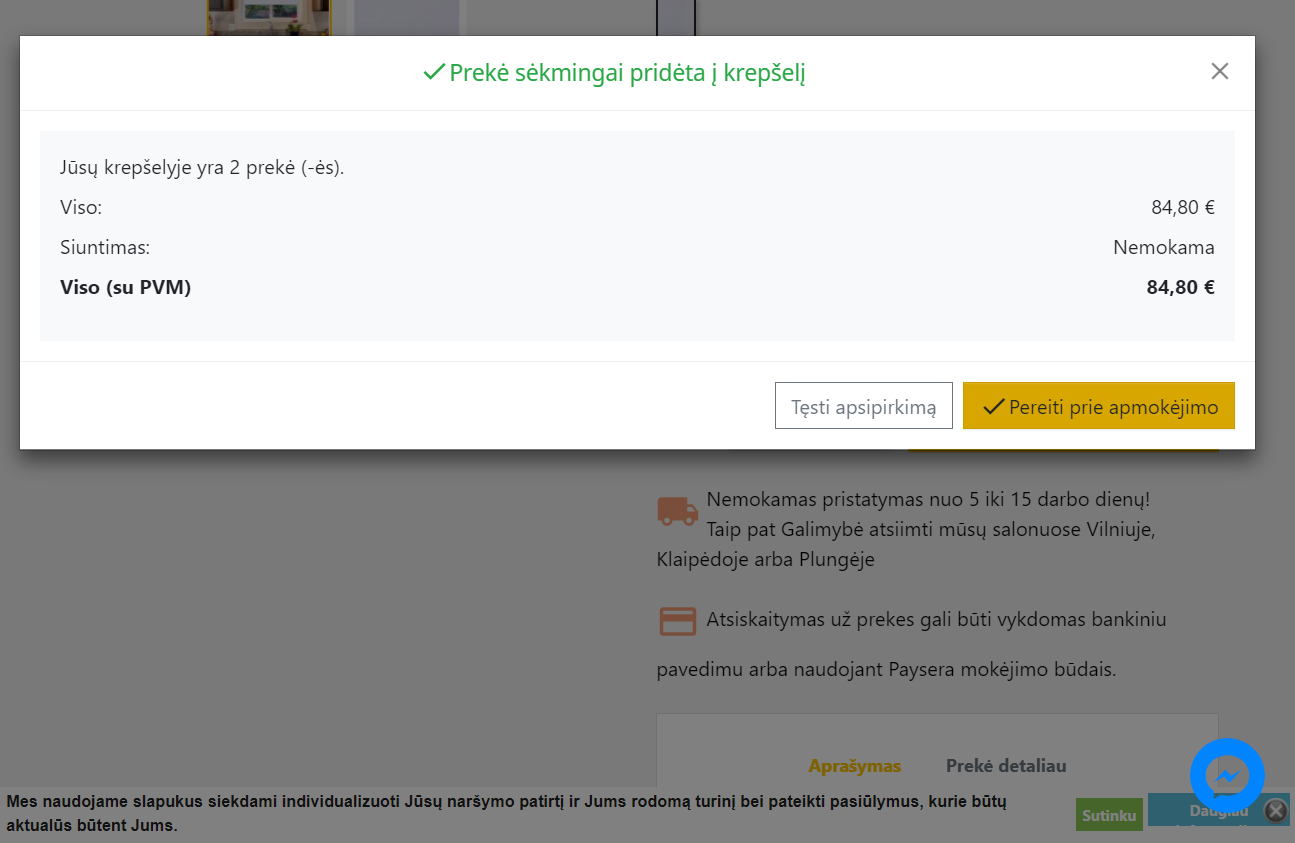 Prekė sėkmingai pridėta į krepšelį
Jūsų krepšelyje yra 2 prekė (-ės).
Viso: 84,80 €
Siuntimas: Nemokama
Viso (su PVM) 84,80 €
Tęsti apsipirkimą Pereiti prie apmokėjimo
Nemokamas pristatymas nuo 5 iki 15 darbo dienų!
Taip pat Galimybė atsiimti mūsų salonuose Vilniuje,
Klaipėdoje arba Plungėje
Atsiskaitymas už prekes gali būti vykdomas bankiniu
pavedimu arba naudojant Paysera mokėjimo būdais.
Aprašymas Prekė detaliau
Mes naudojame slapukus siekdami individualizuoti Jūsų naršymo patirtį ir Jums rodomą turinį bei pateikti pasiūlymus, kurie būtų
aktualūs būtent Jums.
Sutinku Daugiau